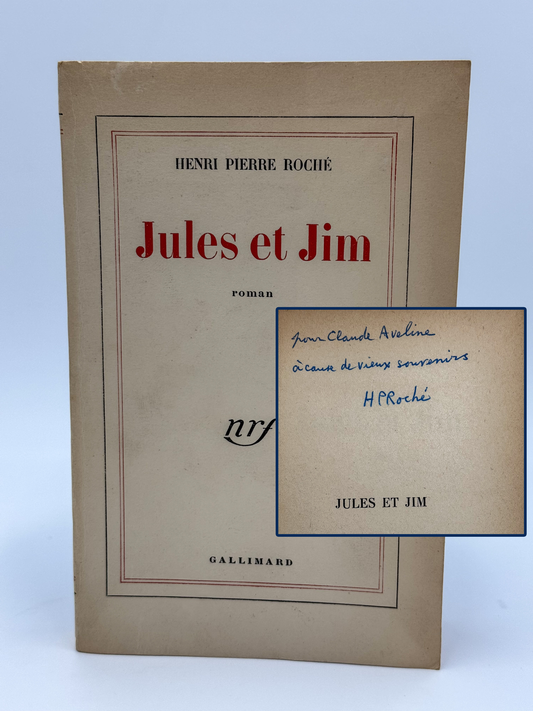 HENRI PIERRE ROCHÉ
Jules et Jim
roman
nrf
GALLIMARD
pour Claude Aveline
à cause de vieux souvenirs
HPRoché
JULES ET JIM